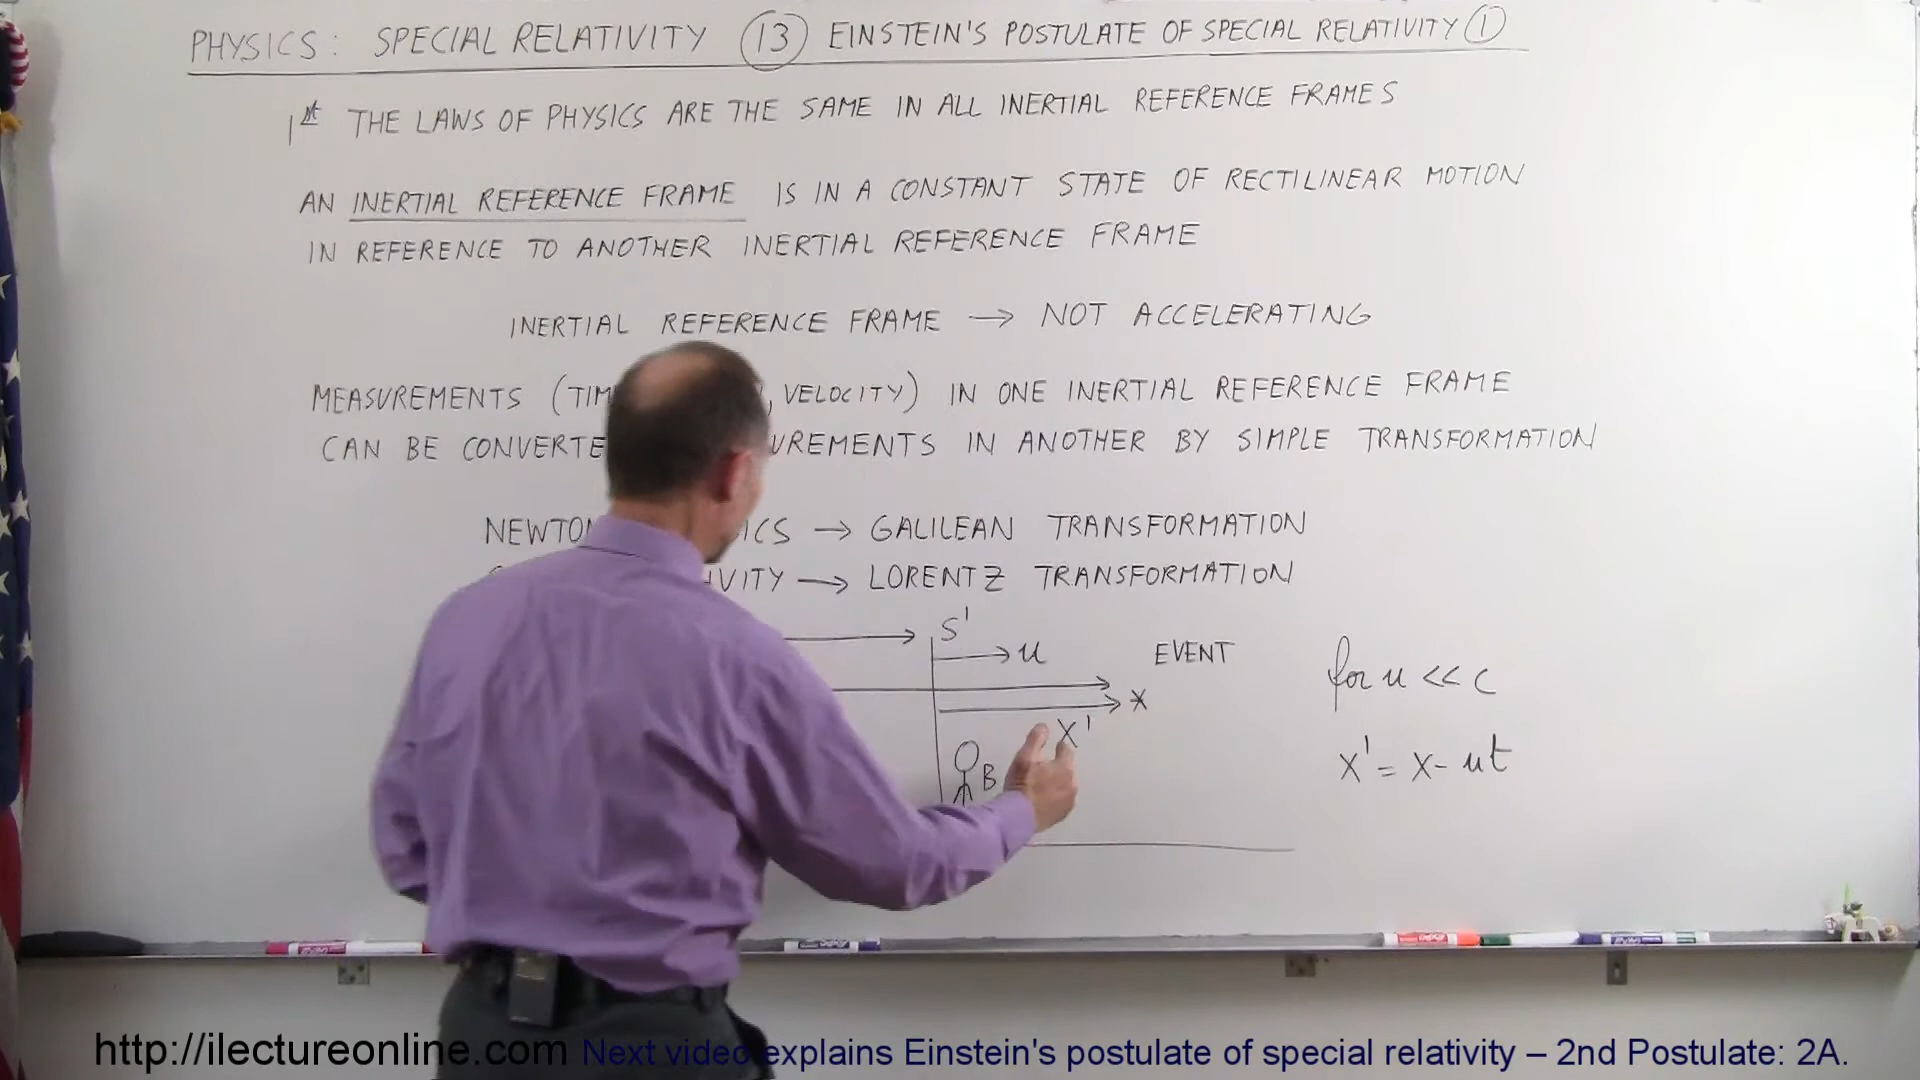 PHYSICS: SPECIAL RELATIVITY 13 EINSTEIN'S POSTULATE OF SPECIAL RELATIVITY 1
1st THE LAWS OF PHYSICS ARE THE SAME IN ALL INERTIAL REFERENCE FRAMES
AN INERTIAL REFERENCE FRAME IS IN A CONSTANT STATE OF RECTILINEAR MOTION
IN REFERENCE TO ANOTHER INERTIAL REFERENCE FRAME
INERTIAL REFERENCE FRAME → NOT ACCELERATING
MEASUREMENTS (TIM , VELOCITY) IN ONE INERTIAL REFERENCE FRAME
CAN BE CONVERTE UREMENTS IN ANOTHER BY SIMPLE TRANSFORMATION
NEWTON ICS → GALILEAN TRANSFORMATION
VITY → LORENTZ TRANSFORMATION
S'
u
EVENT
for u << c
x
x'
B
x' = x - ut
http://ilectureonline.com Next video explains Einstein's postulate of special relativity – 2nd Postulate: 2A.